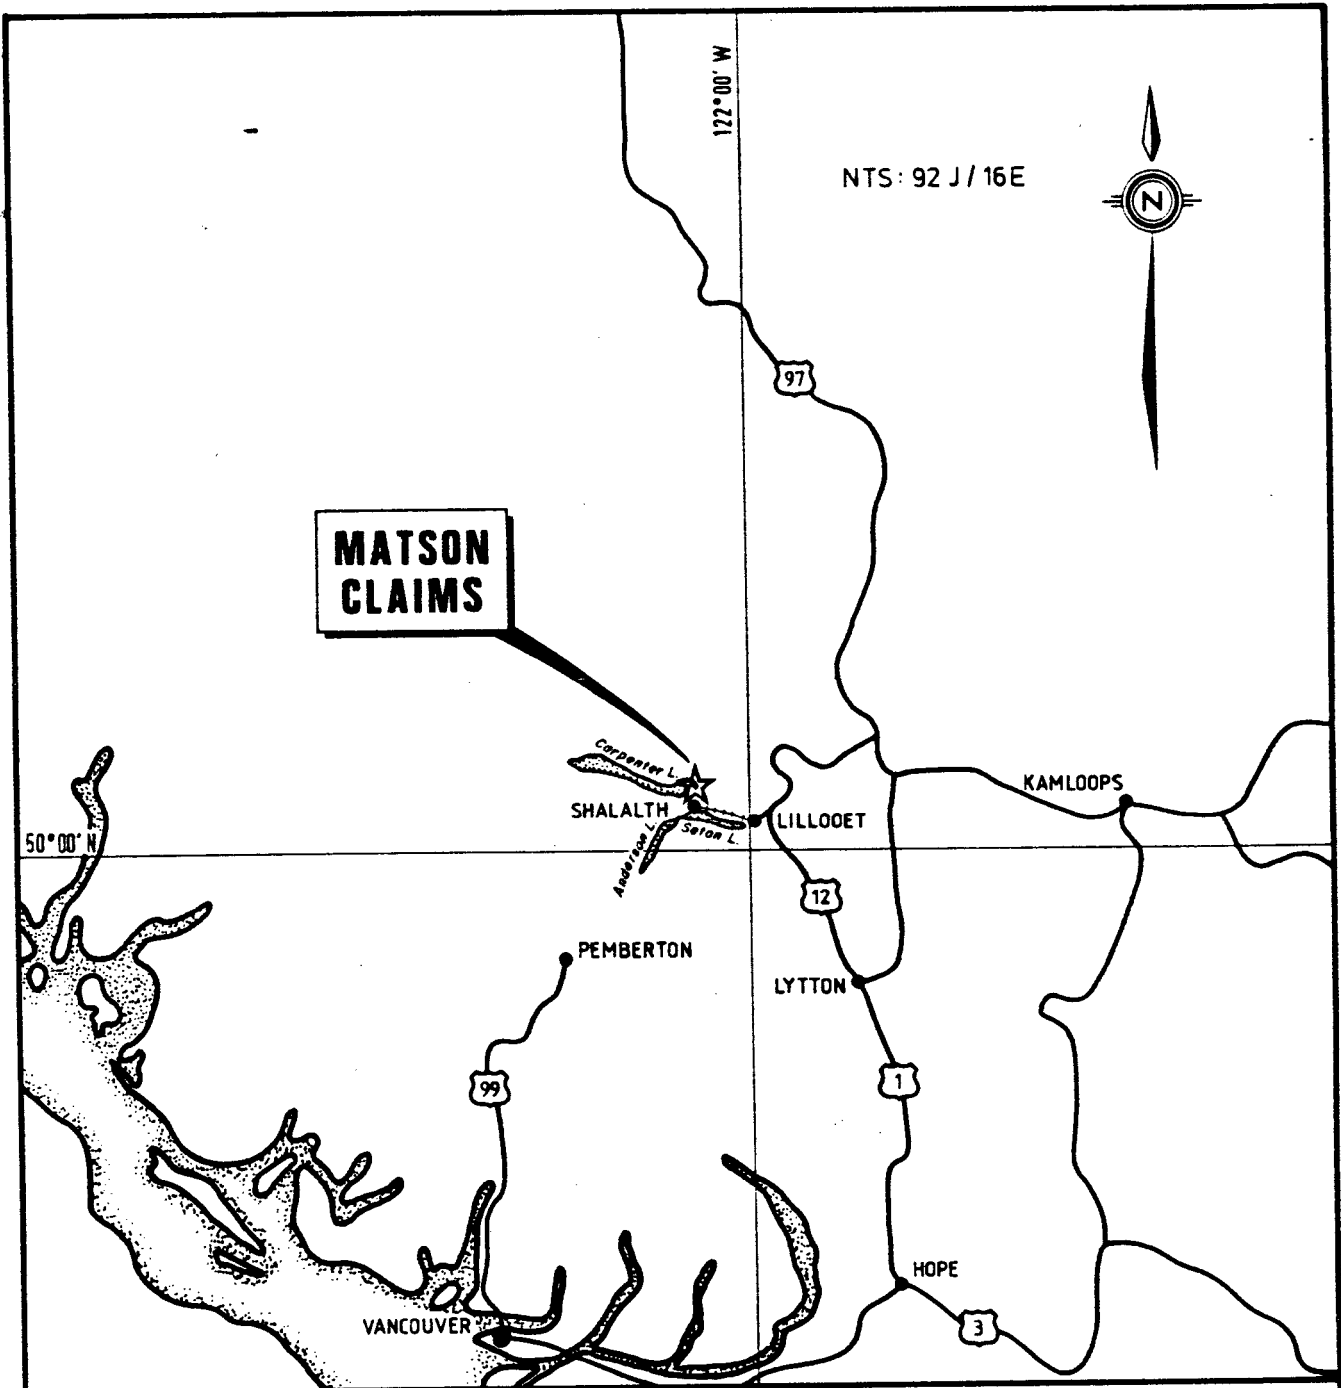 122°00' W
NTS: 92 J / 16E
N
97
MATSON
CLAIMS
Carpenter L.
SHALALTH
LILLOOET
KAMLOOPS
Seton L.
Anderson L.
50°00' N
12
PEMBERTON
LYTTON
99
1
HOPE
VANCOUVER
3